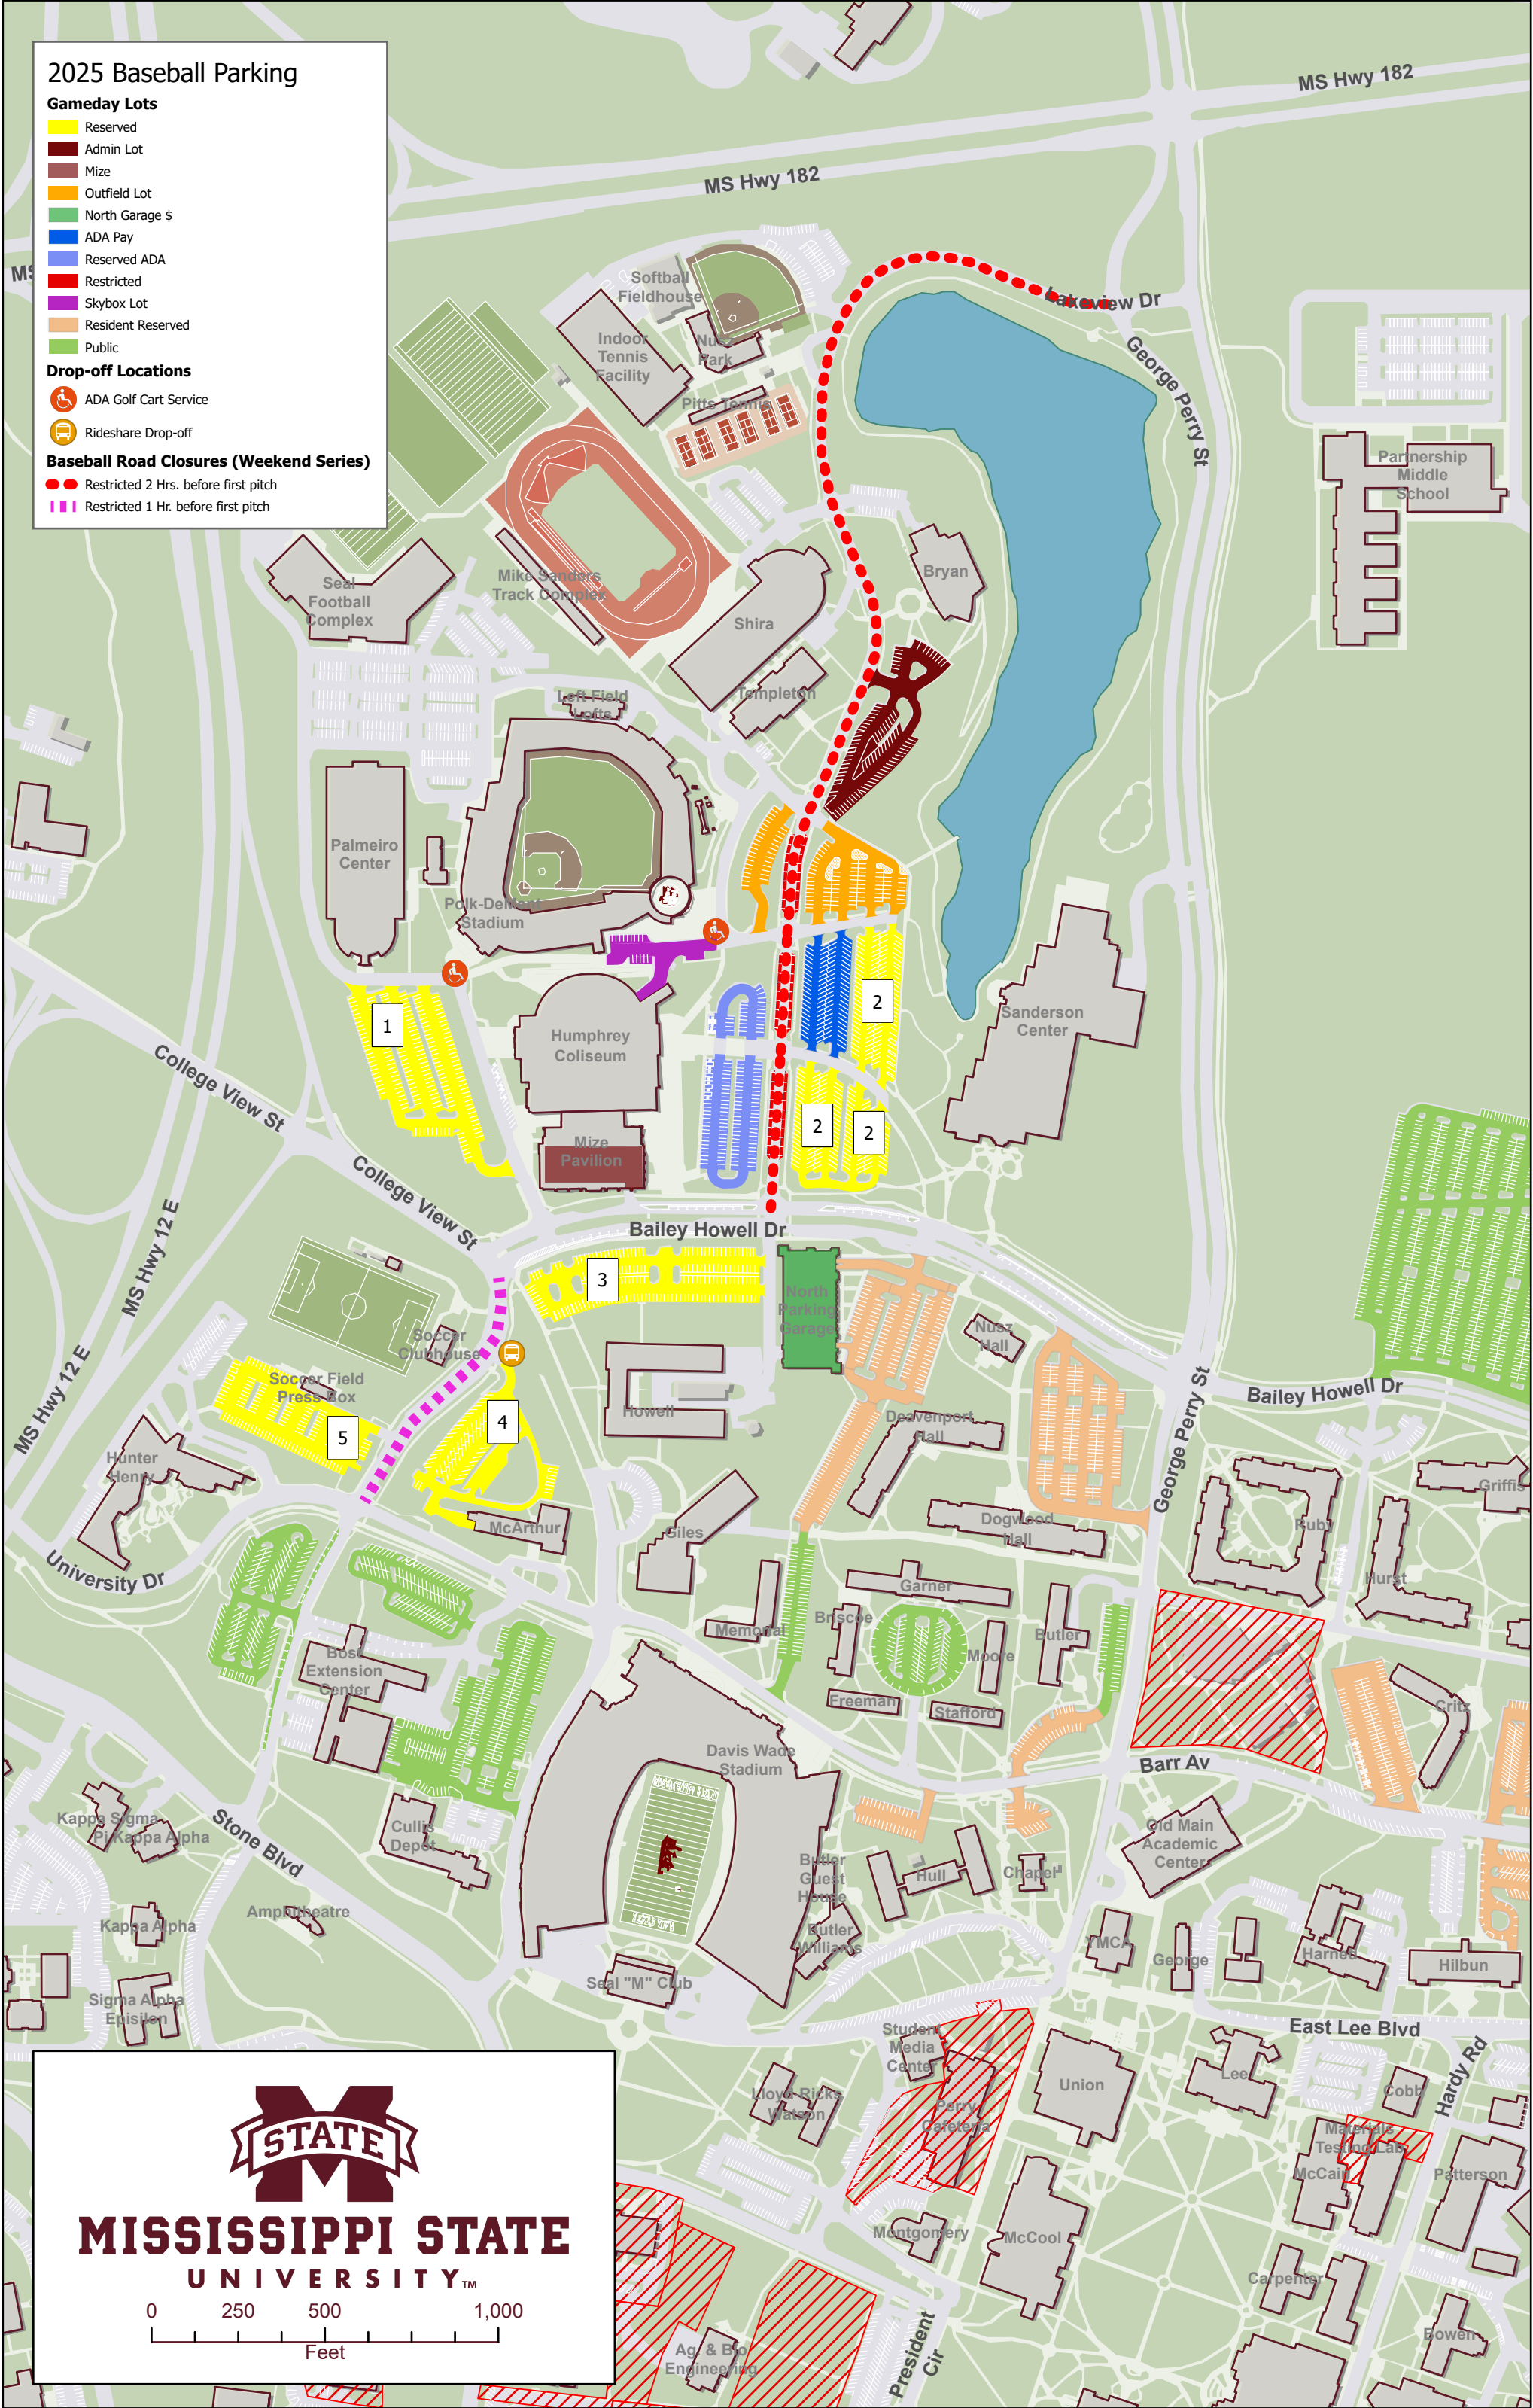 2025 Baseball Parking
Gameday Lots
Reserved
Admin Lot
Mize
Outfield Lot
North Garage $
ADA Pay
Reserved ADA
Restricted
Skybox Lot
Resident Reserved
Public
Drop-off Locations
ADA Golf Cart Service
Rideshare Drop-off
Baseball Road Closures (Weekend Series)
Restricted 2 Hrs. before first pitch
Restricted 1 Hr. before first pitch
MS Hwy 182
MS Hwy 182
MS
Softball
Fieldhouse
Lakeview Dr
Indoor
Tennis
Facility
Nusz
Park
George Perry St
Pitts Tennis
Partnership
Middle
School
Seal
Football
Complex
Mike Sanders
Track Complex
Bryan
Shira
Templeton
Left Field
Lofts
Palmeiro
Center
Polk-Dement
Stadium
1
2
Sanderson
Center
Humphrey
Coliseum
College View St
2
2
Mize
Pavilion
College View St
MS Hwy 12 E
Bailey Howell Dr
3
North
Parking
Garage
Nusz
Hall
Soccer
Clubhouse
MS Hwy 12 E
Soccer Field
Press Box
Bailey Howell Dr
4
5
Howell
Deavenport
Hall
George Perry St
Hunter
Henry
Griffis
McArthur
Giles
Dogwood
Hall
Ruby
University Dr
Garner
Hurst
Briscoe
Memorial
Butler
Bost
Extension
Center
Moore
Freeman
Stafford
Critz
Davis Wade
Stadium
Barr Av
Kappa Sigma
Pi Kappa Alpha
Stone Blvd
Cullis
Depot
Old Main
Academic
Center
Butler
Guest
House
Hull
Chapel
Amphitheatre
Kappa Alpha
Butler
Williams
YMCA
George
Harned
Hilbun
Seal "M" Club
Sigma Alpha
Epsilon
East Lee Blvd
Student
Media
Center
Hardy Rd
Union
Lee
Cobb
Lloyd-Ricks
Watson
Perry
Cafeteria
Materials
Testing Lab
McCain
Patterson
Montgomery
McCool
Carpenter
Bowen
President
Cir
Ag. & Bio
Engineering
STATE
MISSISSIPPI STATE
UNIVERSITY™
0 250 500 1,000
Feet